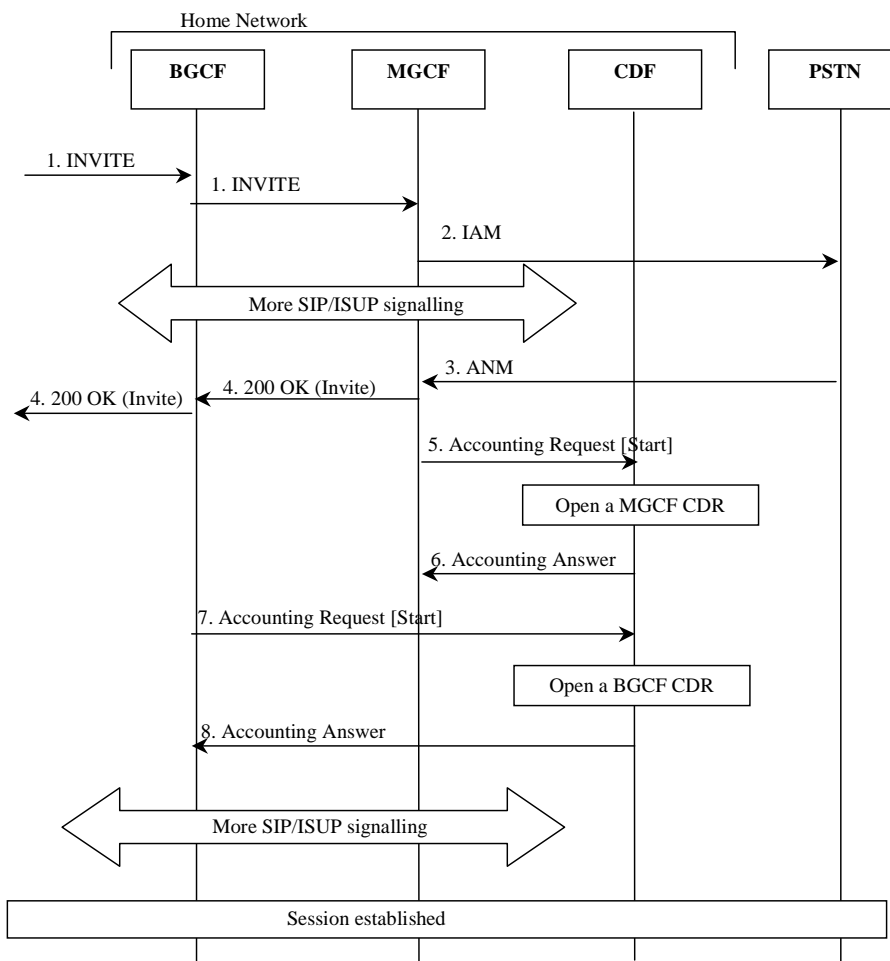 Home Network
BGCF
MGCF
CDF
PSTN
1. INVITE
1. INVITE
2. IAM
More SIP/ISUP signalling
3. ANM
4. 200 OK (Invite)
4. 200 OK (Invite)
5. Accounting Request [Start]
Open a MGCF CDR
6. Accounting Answer
7. Accounting Request [Start]
Open a BGCF CDR
8. Accounting Answer
More SIP/ISUP signalling
Session established